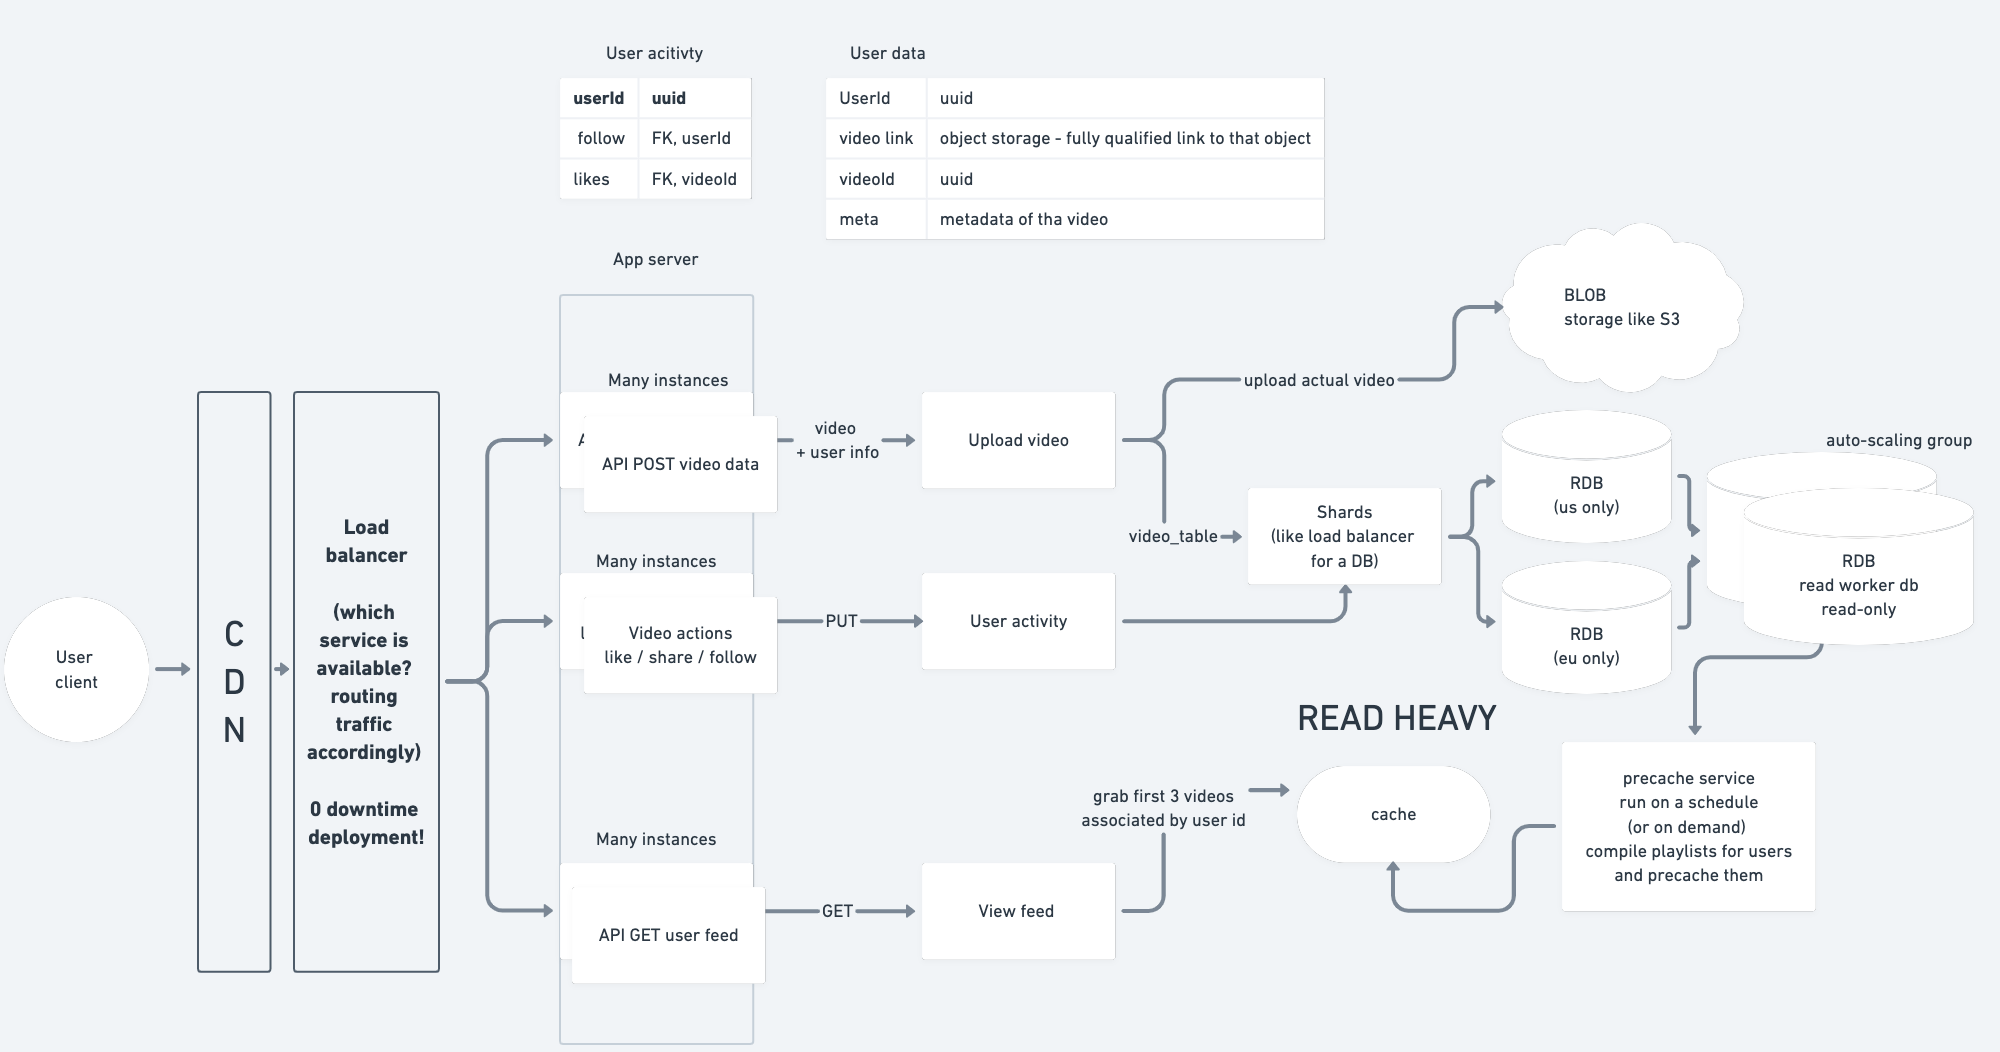 User acitivty
userId uuid
follow FK, userId
likes FK, videoId
User data
UserId uuid
video link object storage - fully qualified link to that object
videoId uuid
meta metadata of tha video
App server
User
client
C
D
N
Load
balancer
(which
service is
available?
routing
traffic
accordingly)
0 downtime
deployment!
Many instances
API POST video data
video
+ user info
Upload video
upload actual video
BLOB
storage like S3
video_table
Shards
(like load balancer
for a DB)
RDB
(us only)
RDB
(eu only)
auto-scaling group
RDB
read worker db
read-only
Many instances
Video actions
like / share / follow
PUT
User activity
READ HEAVY
Many instances
API GET user feed
GET
View feed
grab first 3 videos
associated by user id
cache
precache service
run on a schedule
(or on demand)
compile playlists for users
and precache them